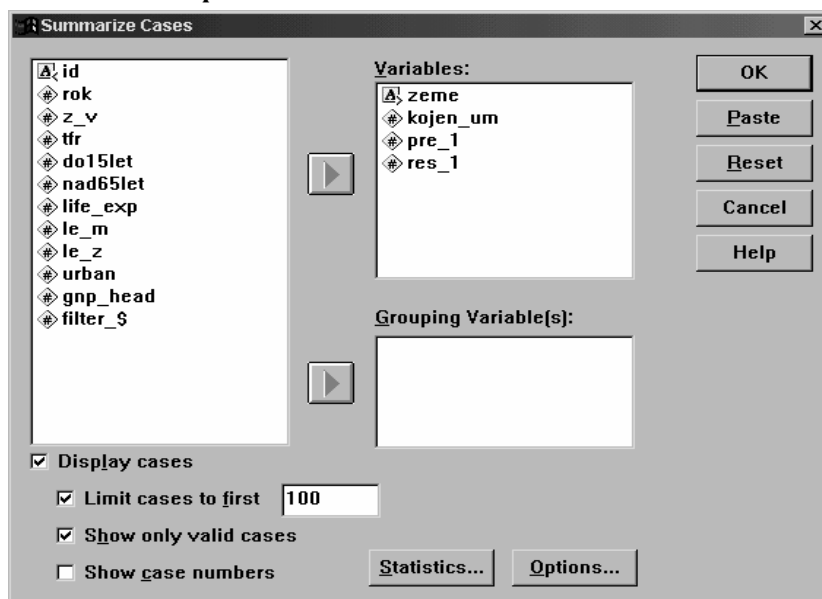 Summarize Cases
id
rok
z_v
tfr
do15let
nad65let
life_exp
le_m
le_z
urban
gnp_head
filter_$
Variables:
zeme
kojen_um
pre_1
res_1
Grouping Variable(s):
OK
Paste
Reset
Cancel
Help
Display cases
Limit cases to first 100
Show only valid cases
Show case numbers
Statistics...
Options...